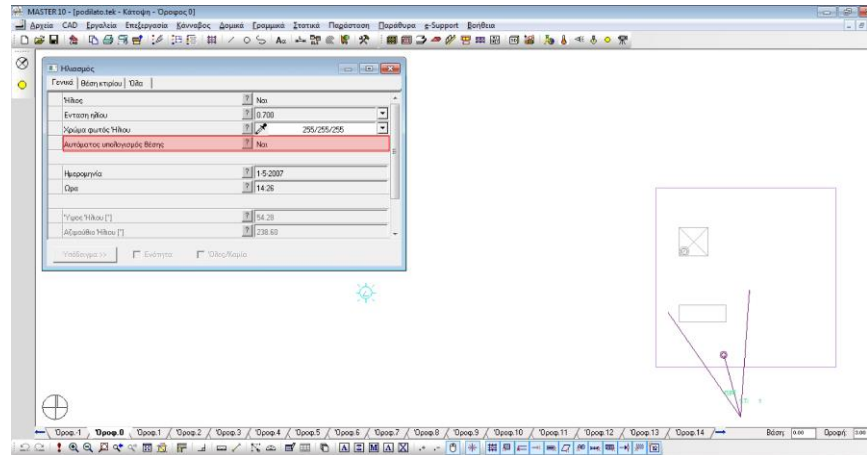 MASTER 10 - [podilato.tek - Κάτοψη - Όροφος 0]
Αρχεία CAD Εργαλεία Επεξεργασία Κάνναβος Δομικά Γραμμικά Στατικά Παράσταση Παράθυρα e-Support Βοήθεια
Ηλιασμός
Γενικά Θέση κτιρίου Όλα
Ήλιος ? Ναι
Ενταση ηλίου ? 0.700
Χρώμα φωτός Ήλιου ? 255/255/255
Αυτόματος υπολογισμός θέσης ? Ναι
Ημερομηνία ? 1-5-2007
Ωρα ? 14:26
Ύψος Ήλιου [°] ? 54.28
Αζιμούθιο Ήλιου [°] ? 238.60
Υπόδειγμα >> Ενότητα Όλες/Καμία
Όροφ.-1 Όροφ.0 Όροφ.1 Όροφ.2 Όροφ.3 Όροφ.4 Όροφ.5 Όροφ.6 Όροφ.7 Όροφ.8 Όροφ.9 Όροφ.10 Όροφ.11 Όροφ.12 Όροφ.13 Όροφ.14 Βάση: 0.00 Οροφή: 3.00